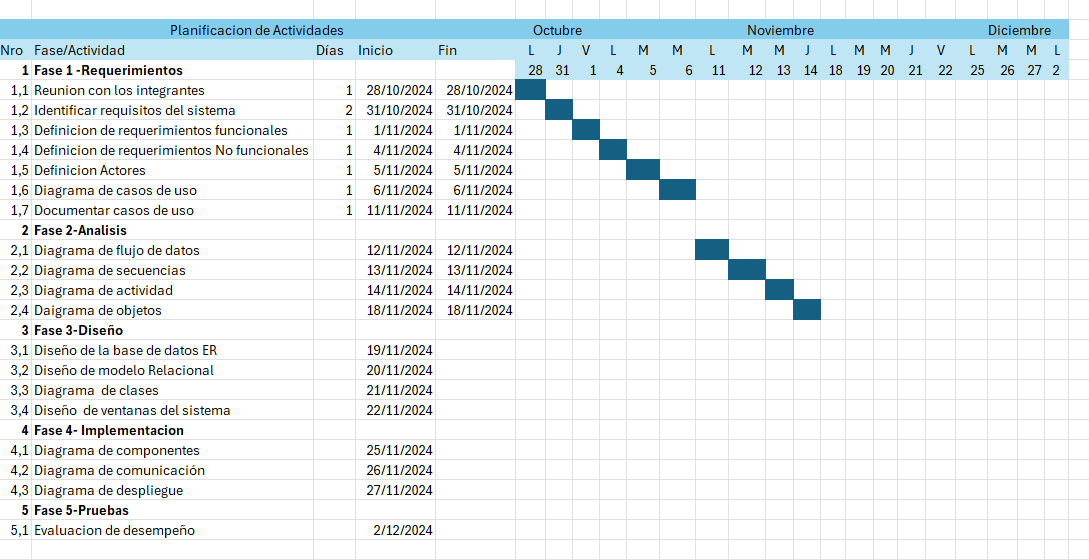 Planificacion de Actividades Octubre Noviembre Diciembre
Nro Fase/Actividad Días Inicio Fin L J V L M M L M M J L M M J V L M M L
1 Fase 1 -Requerimientos 28 31 1 4 5 6 11 12 13 14 18 19 20 21 22 25 26 27 2
1,1 Reunion con los integrantes 1 28/10/2024 28/10/2024
1,2 Identificar requisitos del sistema 2 31/10/2024 31/10/2024
1,3 Definicion de requerimientos funcionales 1 1/11/2024 1/11/2024
1,4 Definicion de requerimientos No funcionales 1 4/11/2024 4/11/2024
1,5 Definicion Actores 1 5/11/2024 5/11/2024
1,6 Diagrama de casos de uso 1 6/11/2024 6/11/2024
1,7 Documentar casos de uso 1 11/11/2024 11/11/2024
2 Fase 2-Analisis
2,1 Diagrama de flujo de datos 12/11/2024 12/11/2024
2,2 Diagrama de secuencias 13/11/2024 13/11/2024
2,3 Diagrama de actividad 14/11/2024 14/11/2024
2,4 Daigrama de objetos 18/11/2024 18/11/2024
3 Fase 3-Diseño
3,1 Diseño de la base de datos ER 19/11/2024
3,2 Diseño de modelo Relacional 20/11/2024
3,3 Diagrama de clases 21/11/2024
3,4 Diseño de ventanas del sistema 22/11/2024
4 Fase 4- Implementacion
4,1 Diagrama de componentes 25/11/2024
4,2 Diagrama de comunicación 26/11/2024
4,3 Diagrama de despliegue 27/11/2024
5 Fase 5-Pruebas
5,1 Evaluacion de desempeño 2/12/2024